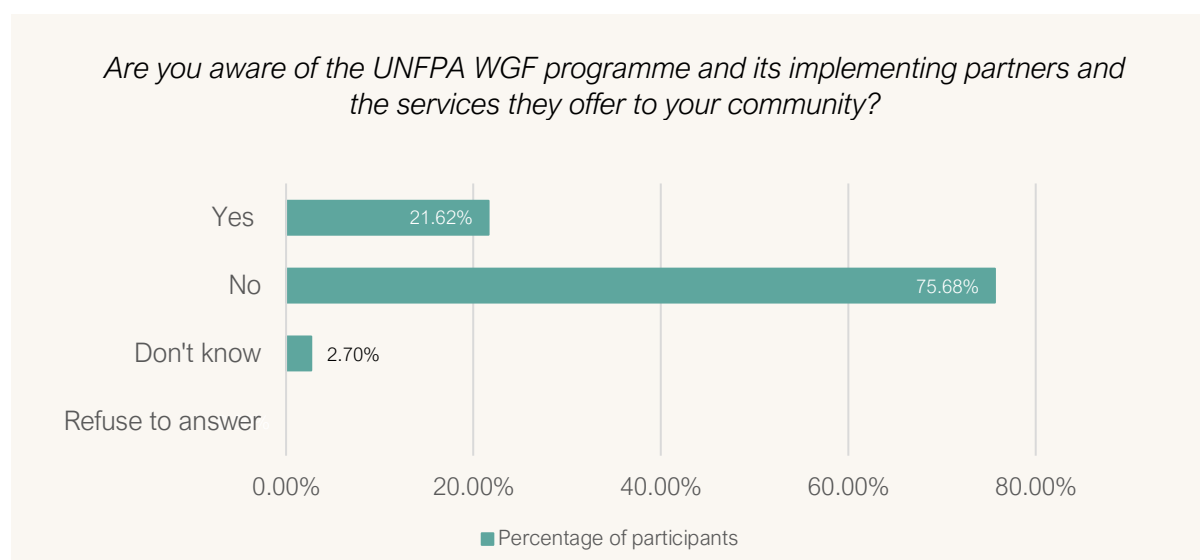 Are you aware of the UNFPA WGF programme and its implementing partners and
the services they offer to your community?
Yes
21.62%
No
75.68%
Don't know
2.70%
Refuse to answer
0.00%
20.00%
40.00%
60.00%
80.00%
Percentage of participants